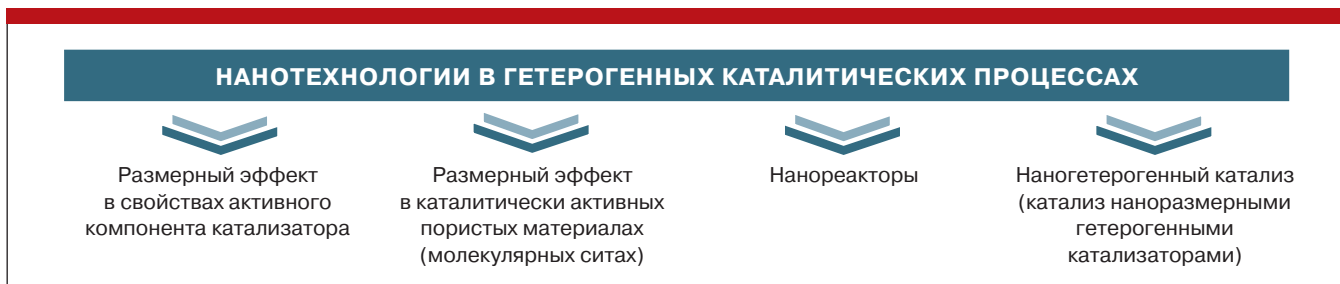 НАНОТЕХНОЛОГИИ В ГЕТЕРОГЕННЫХ КАТАЛИТИЧЕСКИХ ПРОЦЕССАХ
Размерный эффект
в свойствах активного
компонента катализатора
Размерный эффект
в каталитически активных
пористых материалах
(молекулярных ситах)
Нанореакторы
Наногетерогенный катализ
(катализ наноразмерными
гетерогенными
катализаторами)